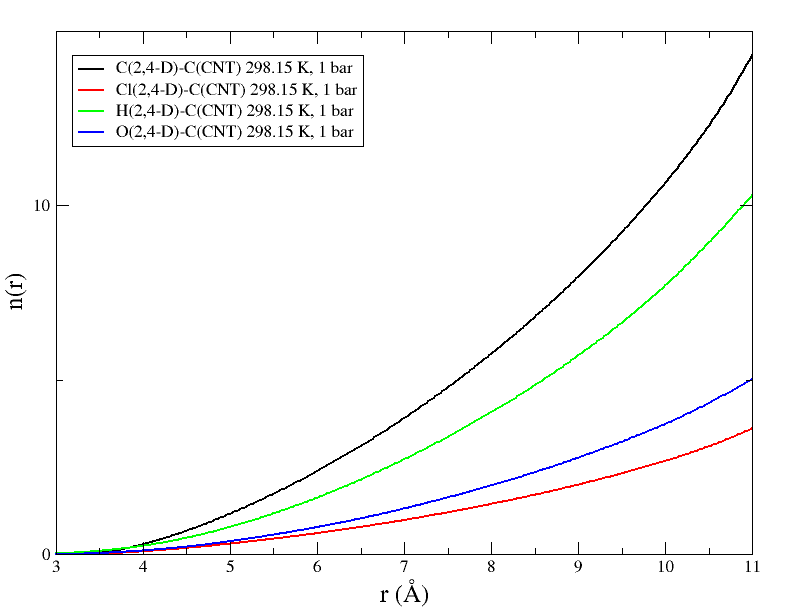 C(2,4-D)-C(CNT) 298.15 K, 1 bar
Cl(2,4-D)-C(CNT) 298.15 K, 1 bar
H(2,4-D)-C(CNT) 298.15 K, 1 bar
O(2,4-D)-C(CNT) 298.15 K, 1 bar
10
n(r)
0
3 4 5 6 7 8 9 10 11
r (Å)